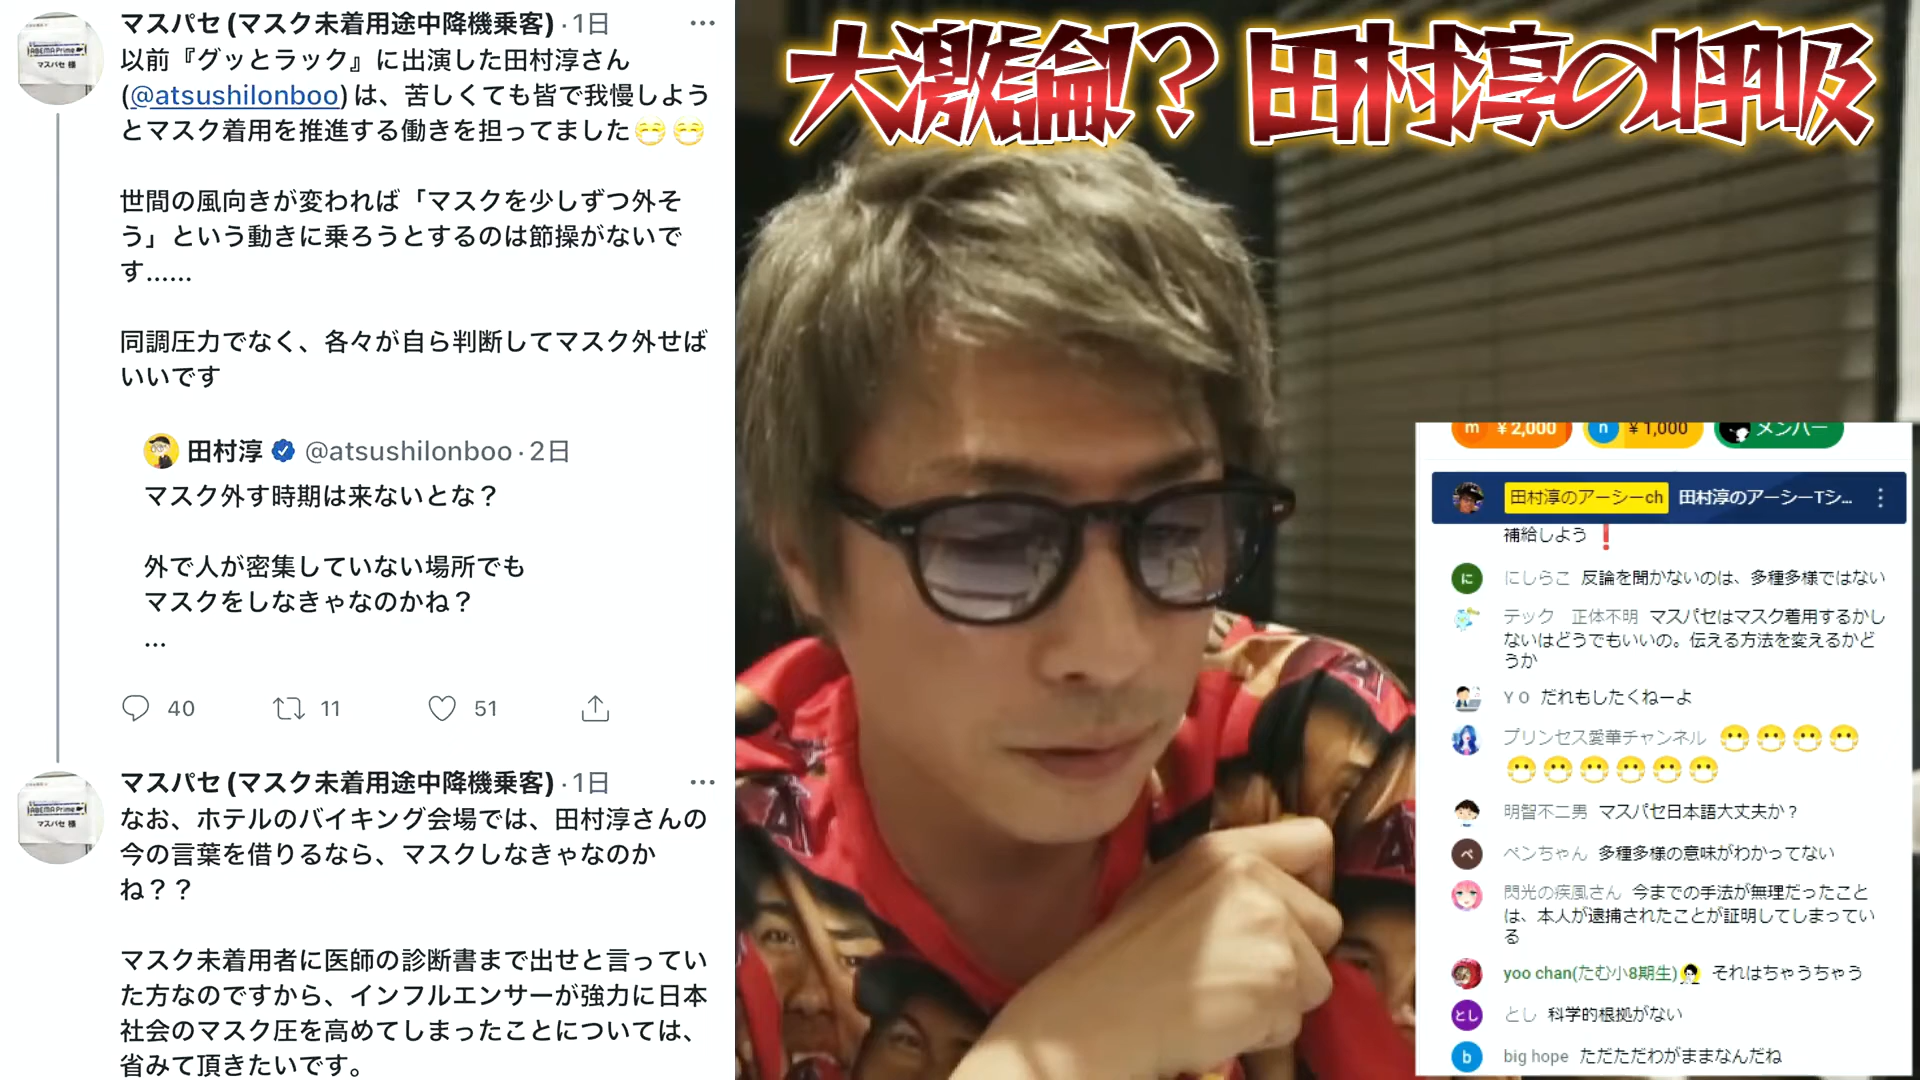 マスパセ (マスク未着用途中降機乗客) · 1日
以前『グッとラック』に出演した田村淳さん
(@atsushilonboo)は、苦しくても皆で我慢しよう
とマスク着用を推進する働きを担ってました😷😷
世間の風向きが変われば「マスクを少しずつ外そ
う」という動きに乗ろうとするのは節操がないで
す......
同調圧力でなく、各々が自ら判断してマスク外せば
いいです
田村淳 @atsushilonboo · 2日
マスク外す時期は来ないとな？
外で人が密集していない場所でも
マスクをしなきゃなのかね？
...
40 11 51
ABEMA Prime
マスパセ 様
マスパセ (マスク未着用途中降機乗客) · 1日
なお、ホテルのバイキング会場では、田村淳さんの
今の言葉を借りるなら、マスクしなきゃなのか
ね？？
マスク未着用者に医師の診断書まで出せと言ってい
た方なのですから、インフルエンサーが強力に日本
社会のマスク圧を高めてしまったことについては、
省みて頂きたいです。
ABEMA Prime
マスパセ 様
大激論!? 田村淳の呼吸
m ￥2,000 n ￥1,000 メンバー
田村淳のアーシーch 田村淳のアーシーTシ...
補給しよう❗
に にしらこ 反論を聞かないのは、多種多様ではない
テック 正体不明 マスパセはマスク着用するかし
ないはどうでもいいの。伝える方法を変えるかど
うか
Y O だれもしたくねーよ
プリンセス愛華チャンネル 😷😷😷😷
😷😷😷😷😷😷
明智不二男 マスパセ日本語大丈夫か？
ペ ペンちゃん 多種多様の意味がわかってない
閃光の疾風さん 今までの手法が無理だったこと
は、本人が逮捕されたことが証明してしまってい
る
yoo chan(たむ小8期生) それはちゃうちゃう
とし とし 科学的根拠がない
b big hope ただただわがままなんだね